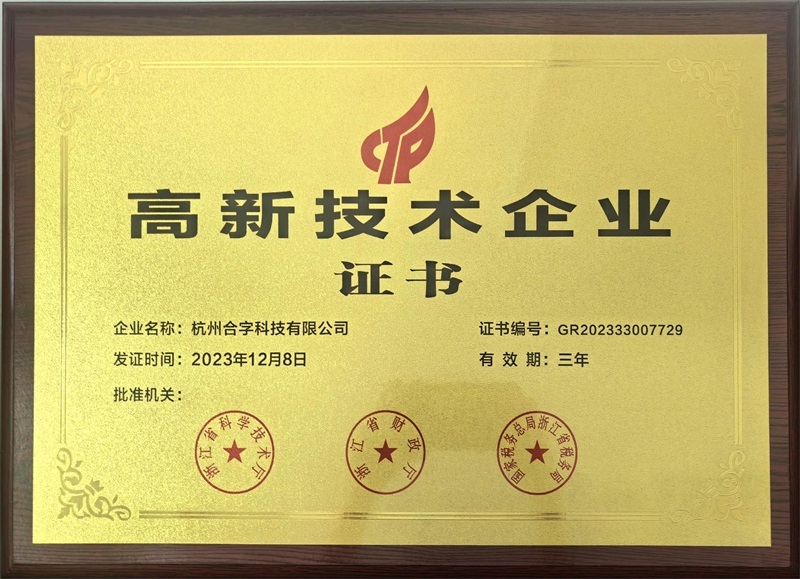 CTP
高新技术企业
证书
企业名称：杭州合字科技有限公司
证书编号：GR202333007729
发证时间：2023年12月8日
有效期：三年
批准机关：
浙江省科学技术厅
浙江省财政厅
国家税务总局浙江省税务局